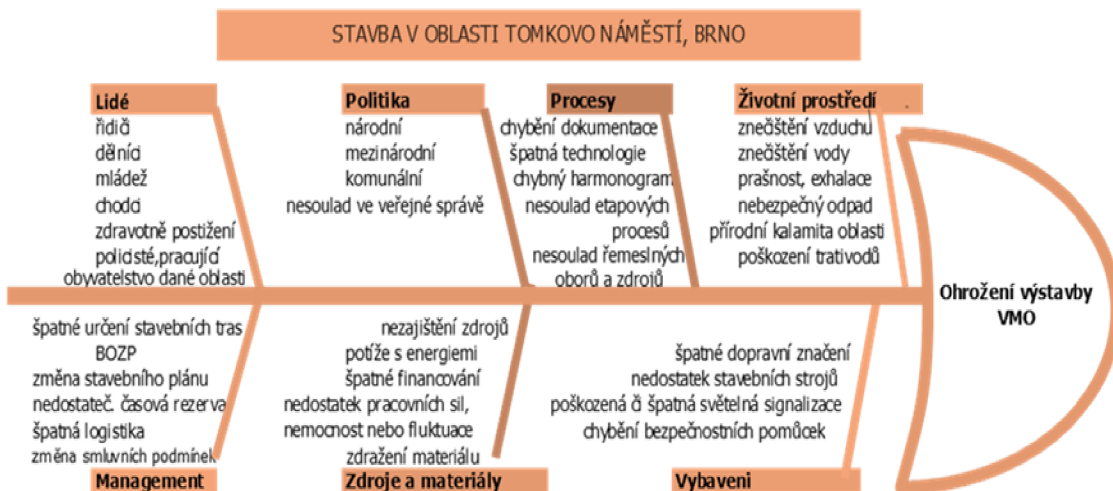 STAVBA V OBLASTI TOMKOVO NÁMĚSTÍ, BRNO
Lidé
řidiči
dělníci
mládež
chodci
zdravotně postižení
policisté,pracující
obyvatelstvo dané oblasti
Politika
národní
mezinárodní
komunální
nesoulad ve veřejné správě
Procesy
chybění dokumentace
špatná technologie
chybný harmonogram
nesoulad etapových
procesů
nesoulad řemeslných
oborů a zdrojů
Životní prostředí .
znečištění vzduchu
znečištění vody
prašnost, exhalace
nebezpečný odpad
přírodní kalamita oblasti
poškození trativodů
Ohrožení výstavby
VMO
špatné určení stavebních tras
BOZP
změna stavebního plánu
nedostateč. časová rezerva
špatná logistika
změna smluvních podmínek
Management
nezajištění zdrojů
potíže s energiemi
špatné financování
nedostatek pracovních sil,
nemocnost nebo fluktuace
zdražení materiálu
Zdroje a materiály
špatné dopravní značení
nedostatek stavebních strojů
poškozená či špatná světelná signalizace
chybění bezpečnostních pomůcek
Vybaveni